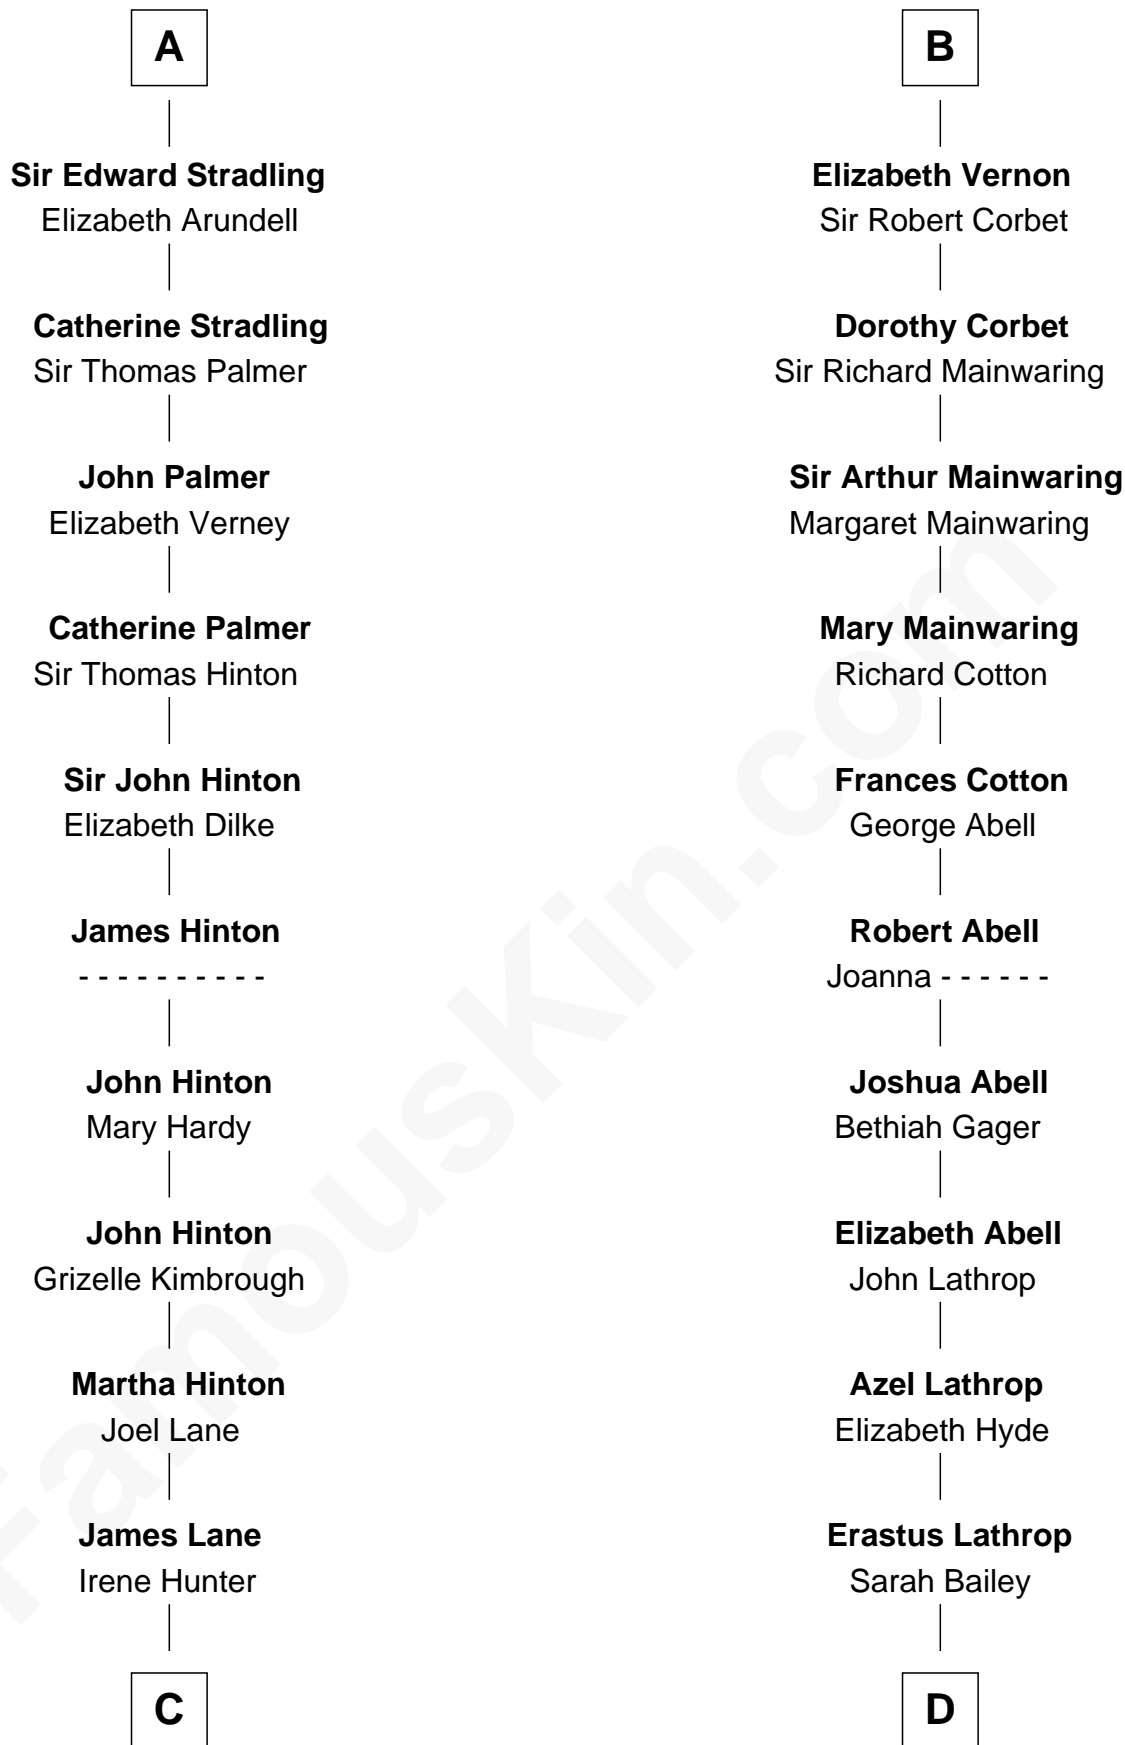 A
Sir Edward Stradling
Elizabeth Arundell
Catherine Stradling
Sir Thomas Palmer
John Palmer
Elizabeth Verney
Catherine Palmer
Sir Thomas Hinton
Sir John Hinton
Elizabeth Dilke
James Hinton
- - - - - - - - - -
John Hinton
Mary Hardy
John Hinton
Grizelle Kimbrough
Martha Hinton
Joel Lane
James Lane
Irene Hunter
C
B
Elizabeth Vernon
Sir Robert Corbet
Dorothy Corbet
Sir Richard Mainwaring
Sir Arthur Mainwaring
Margaret Mainwaring
Mary Mainwaring
Richard Cotton
Frances Cotton
George Abell
Robert Abell
Joanna - - - - - -
Joshua Abell
Bethiah Gager
Elizabeth Abell
John Lathrop
Azel Lathrop
Elizabeth Hyde
Erastus Lathrop
Sarah Bailey
D
FamousKin.com